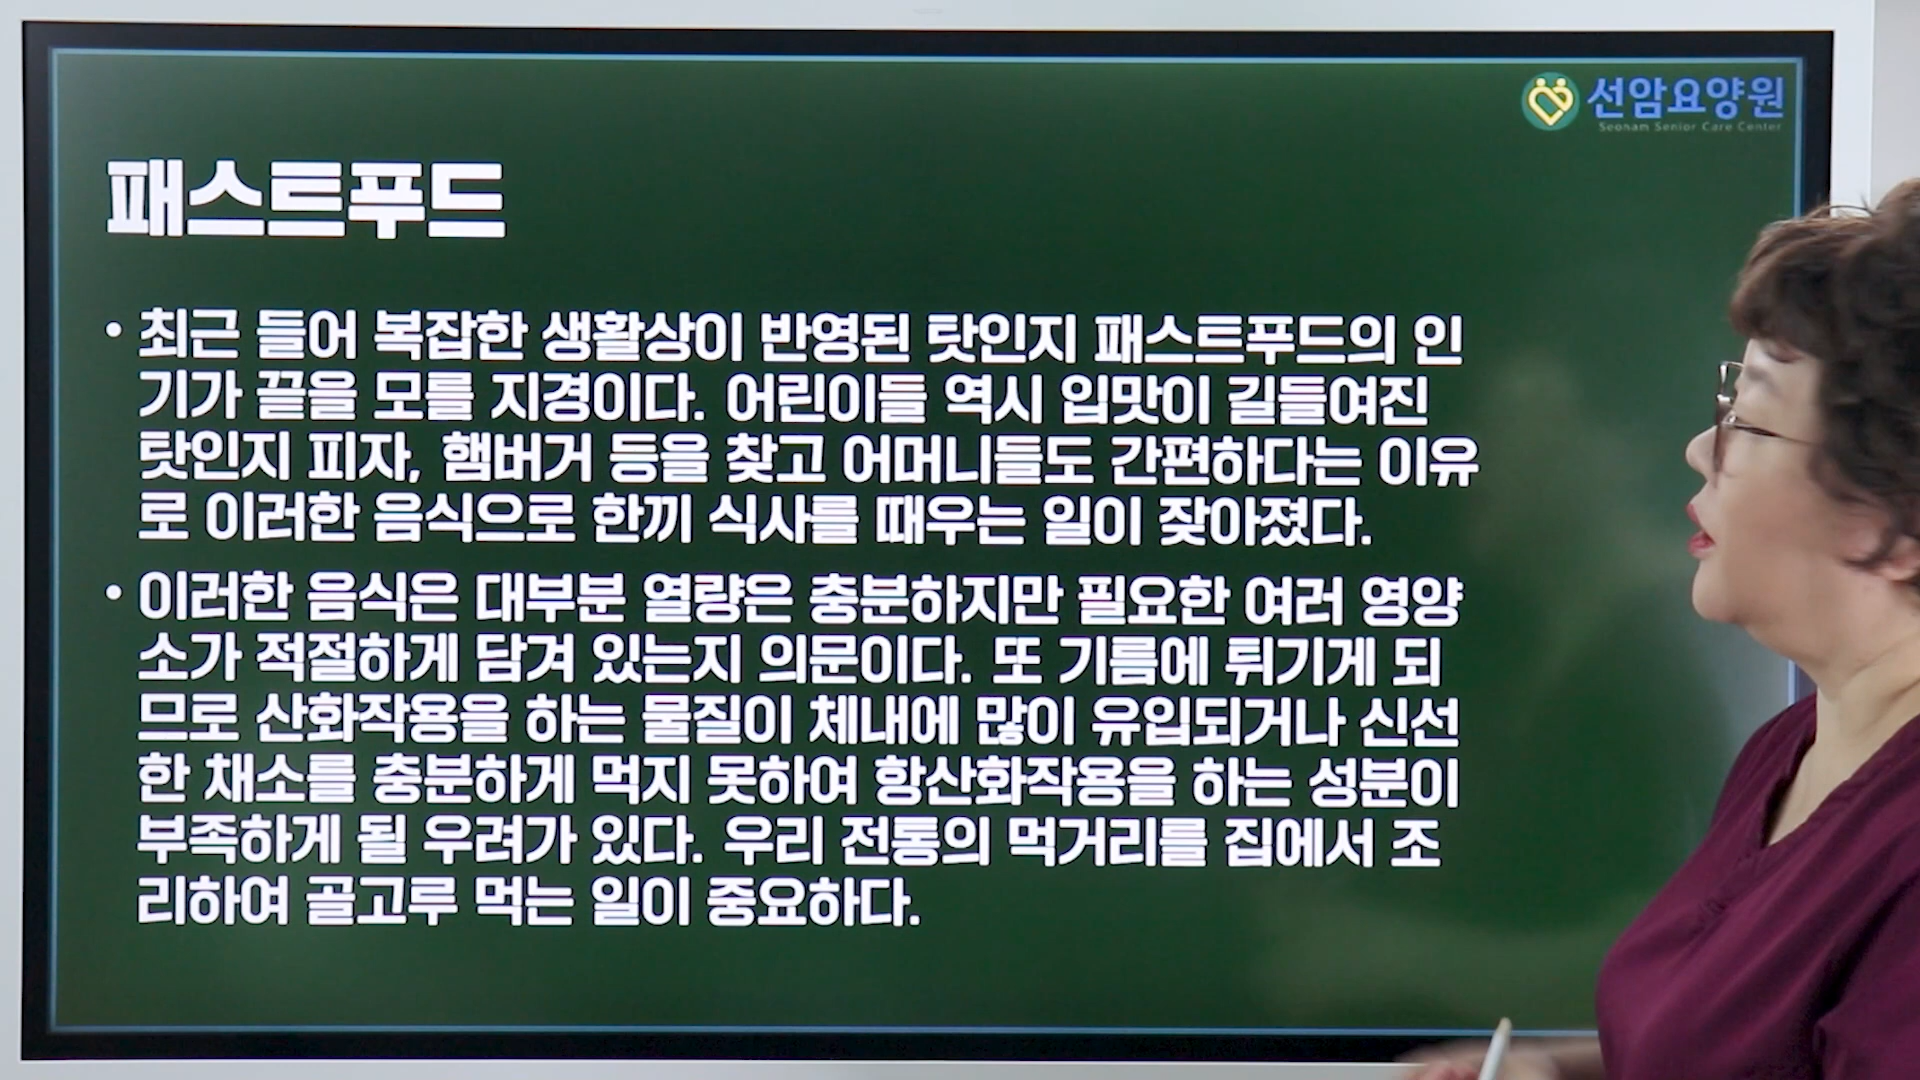 선암요양원
Seonam Senior Care Center
패스트푸드
• 최근 들어 복잡한 생활상이 반영된 탓인지 패스트푸드의 인
기가 끝을 모를 지경이다. 어린이들 역시 입맛이 길들여진
탓인지 피자, 햄버거 등을 찾고 어머니들도 간편하다는 이유
로 이러한 음식으로 한끼 식사를 때우는 일이 잦아졌다.
• 이러한 음식은 대부분 열량은 충분하지만 필요한 여러 영양
소가 적절하게 담겨 있는지 의문이다. 또 기름에 튀기게 되
므로 산화작용을 하는 물질이 체내에 많이 유입되거나 신선
한 채소를 충분하게 먹지 못하여 항산화작용을 하는 성분이
부족하게 될 우려가 있다. 우리 전통의 먹거리를 집에서 조
리하여 골고루 먹는 일이 중요하다.